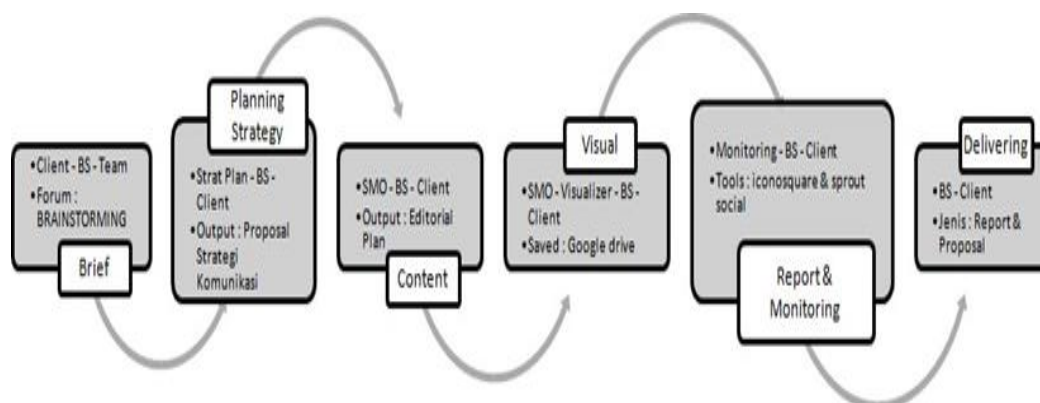 •Client - BS - Team
•Forum :
BRAINSTORMING
Brief
Planning
Strategy
•Strat Plan - BS -
Client
•Output : Proposal
Strategi
Komunikasi
•SMO - BS - Client
•Output : Editorial
Plan
Content
Visual
•SMO - Visualizer - BS -
Client
•Saved : Google drive
•Monitoring - BS - Client
•Tools : iconosquare & sprout
social
Report &
Monitoring
Delivering
•BS - Client
•Jenis : Report &
Proposal